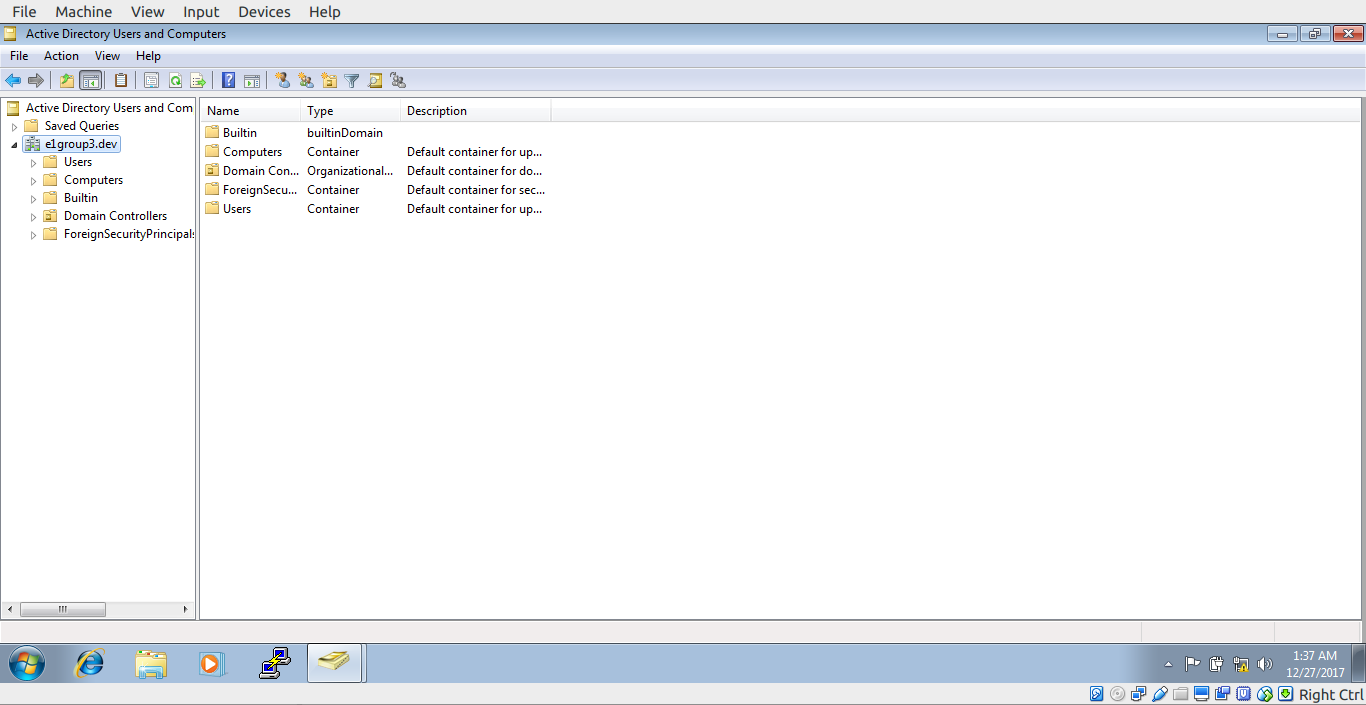 File Machine View Input Devices Help
Active Directory Users and Computers
File Action View Help
Active Directory Users and Com
Saved Queries
e1group3.dev
Users
Computers
Builtin
Domain Controllers
ForeignSecurityPrincipals
Name Type Description
Builtin builtinDomain
Computers Container Default container for up...
Domain Con... Organizational... Default container for do...
ForeignSecu... Container Default container for sec...
Users Container Default container for up...
1:37 AM
12/27/2017
Right Ctrl